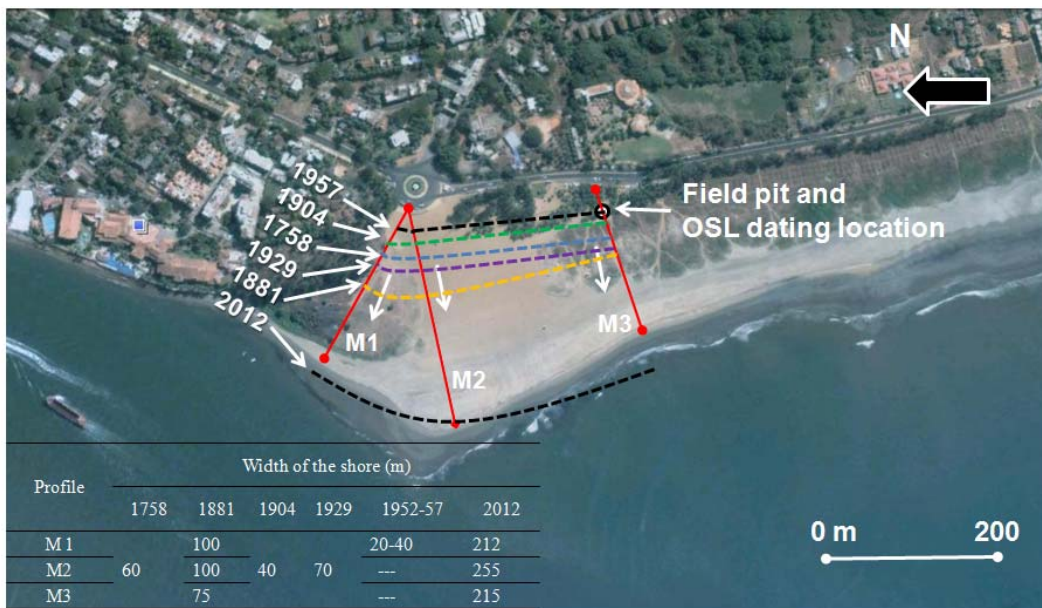 N
1957
1904
1758
1929
1881
2012
Field pit and
OSL dating location
M1
M2
M3
Width of the shore (m)
Profile
1758 1881 1904 1929 1952-57 2012
M 1 100 20-40 212
M2 60 100 40 70 --- 255
M3 75 --- 215
0 m 200